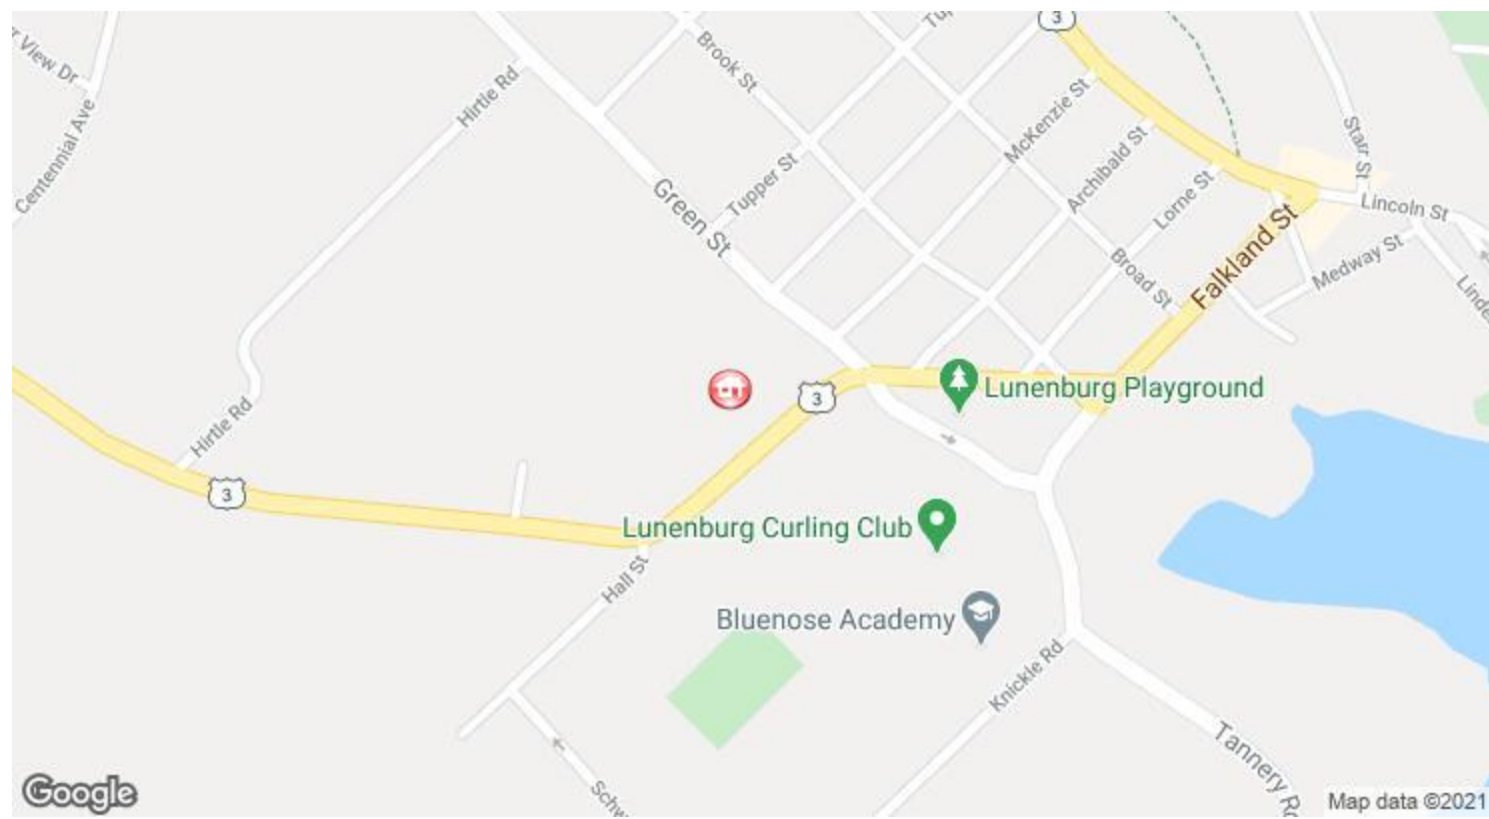 3
r View Dr
Brook St
Hirtle Rd
McKenzie St
Centennial Ave
Starr St
Archibald St
Tupper St
Green St
Lorne St
Lincoln St
Falkland St
Medway St
Broad St
3
Lunenburg Playground
Hirtle Rd
3
Lunenburg Curling Club
Hall St
Bluenose Academy
Knickle Rd
Tannery Rd
Schw
Google
Map data ©2021